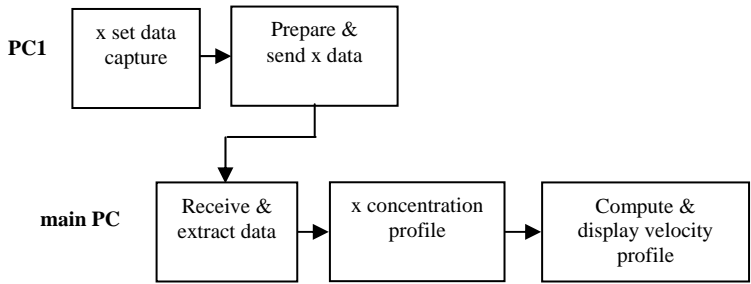 PC1
x set data
capture
Prepare &
send x data
main PC
Receive &
extract data
x concentration
profile
Compute &
display velocity
profile